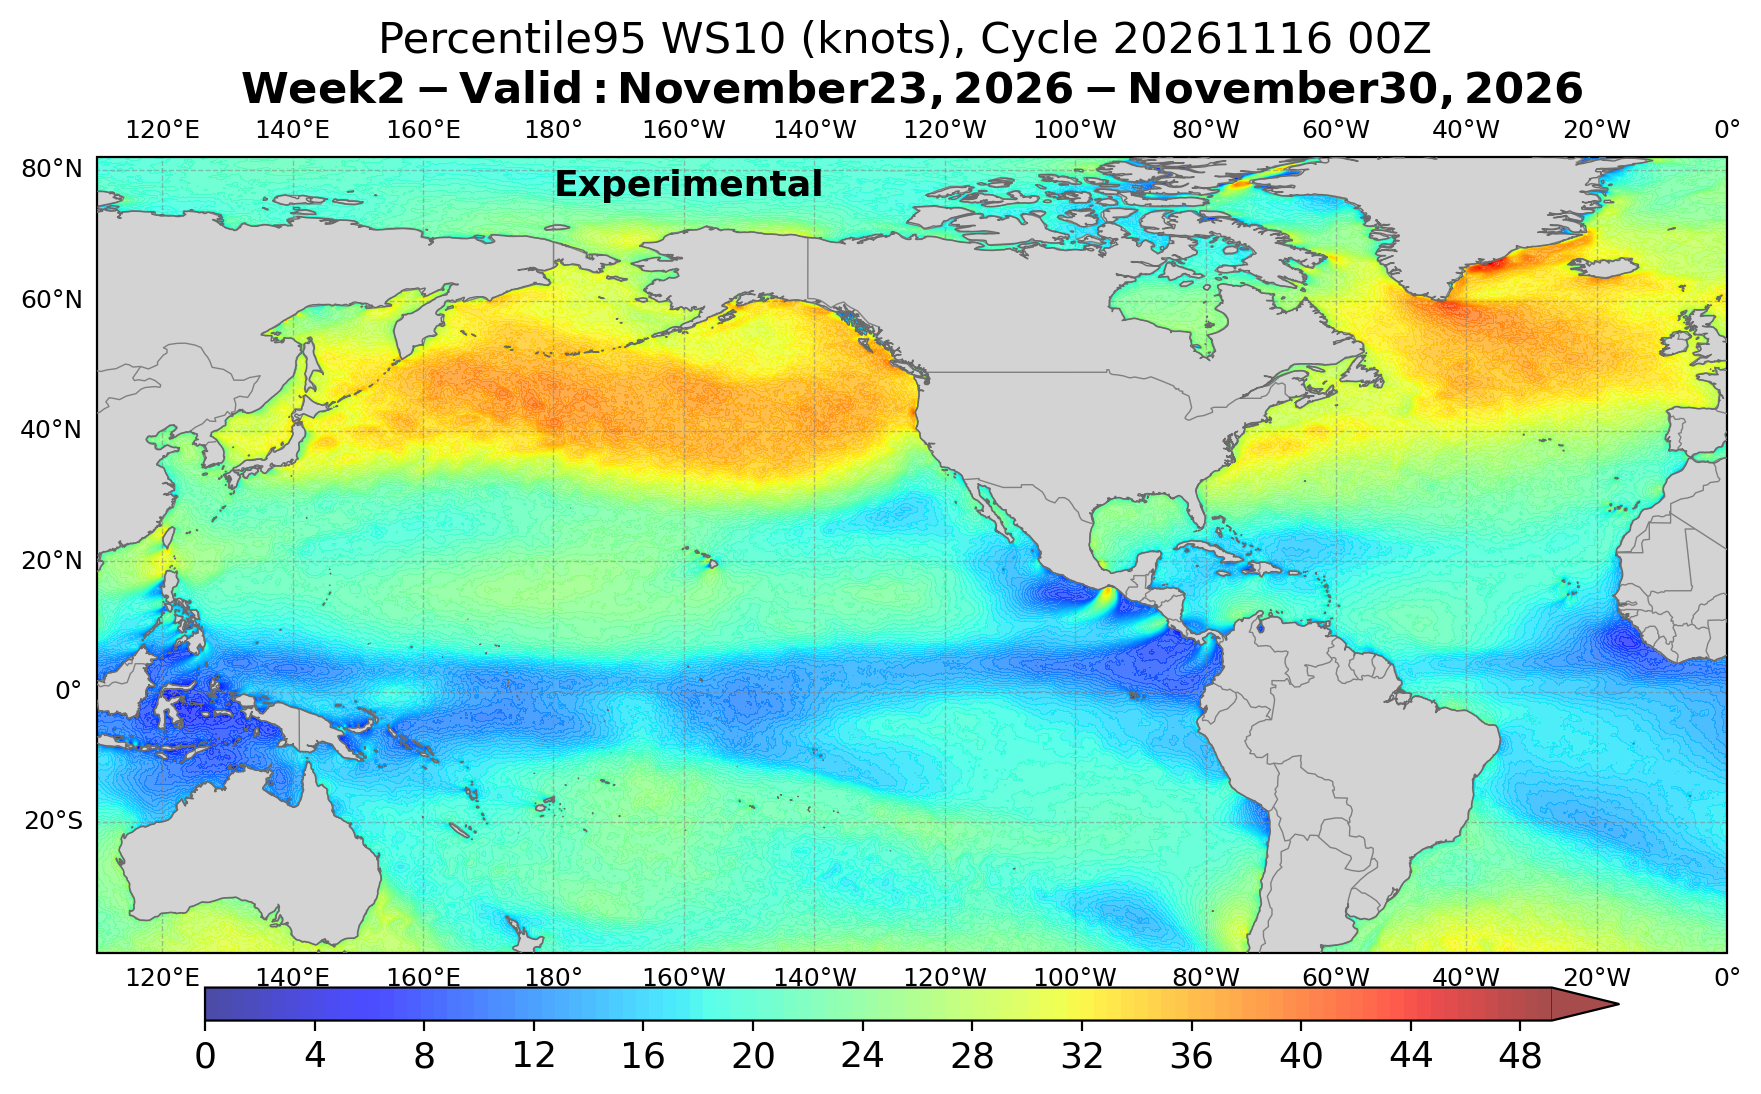 Percentile95 WS10 (knots), Cycle 20261116 00Z
Week2 − Valid : November23, 2026 − November30, 2026
120°E 140°E 160°E 180° 160°W 140°W 120°W 100°W 80°W 60°W 40°W 20°W 0°
80°N
Experimental
60°N
40°N
20°N
0°
20°S
120°E 140°E 160°E 180° 160°W 140°W 120°W 100°W 80°W 60°W 40°W 20°W 0°
0 4 8 12 16 20 24 28 32 36 40 44 48